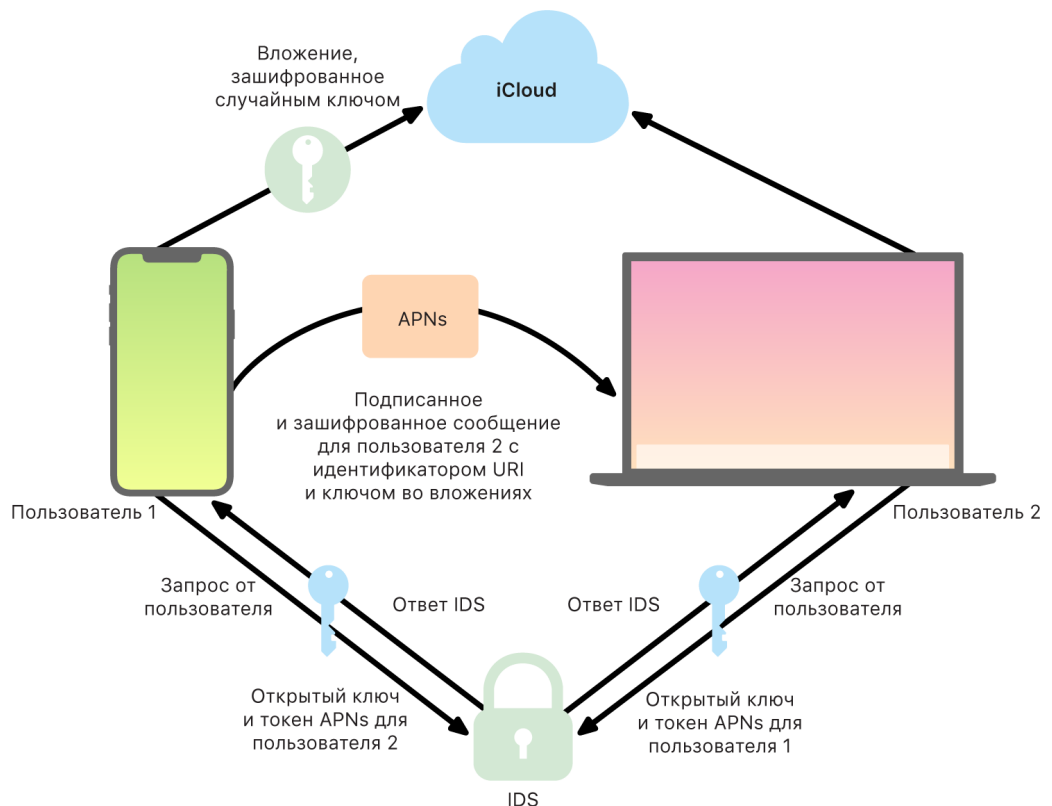 Вложение,
зашифрованное
случайным ключом
iCloud
APNs
Подписанное
и зашифрованное сообщение
для пользователя 2 с
идентификатором URI
и ключом во вложениях
Пользователь 1
Пользователь 2
Запрос от
пользователя
Ответ IDS
Ответ IDS
Запрос от
пользователя
Открытый ключ
и токен APNs для
пользователя 2
Открытый ключ
и токен APNs для
пользователя 1
IDS